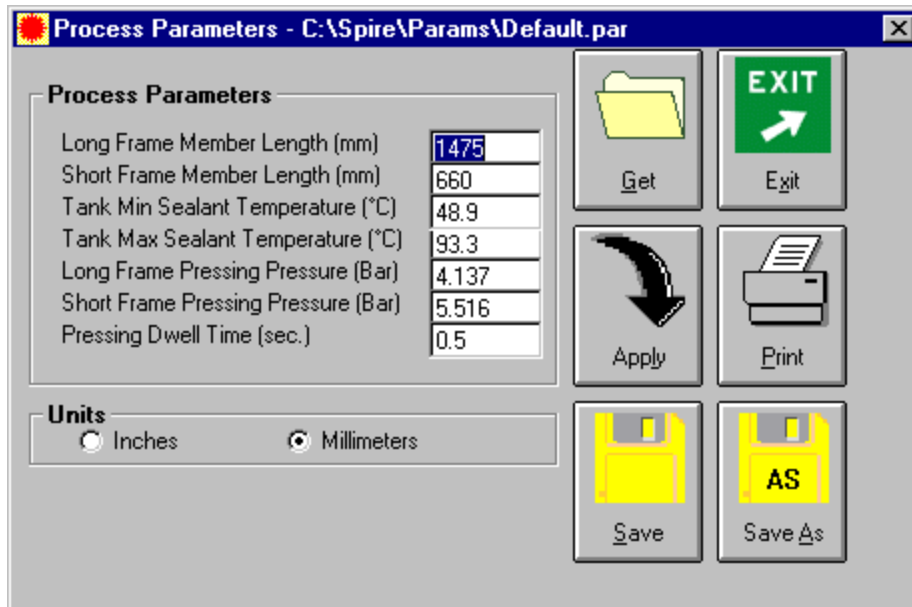 Process Parameters - C:\Spire\Params\Default.par
Process Parameters
Long Frame Member Length (mm) 1475
Short Frame Member Length (mm) 660
Tank Min Sealant Temperature (°C) 48.9
Tank Max Sealant Temperature (°C) 93.3
Long Frame Pressing Pressure (Bar) 4.137
Short Frame Pressing Pressure (Bar) 5.516
Pressing Dwell Time (sec.) 0.5
Units
Inches Millimeters
Get
EXIT
Exit
Apply
Print
Save
AS
Save As